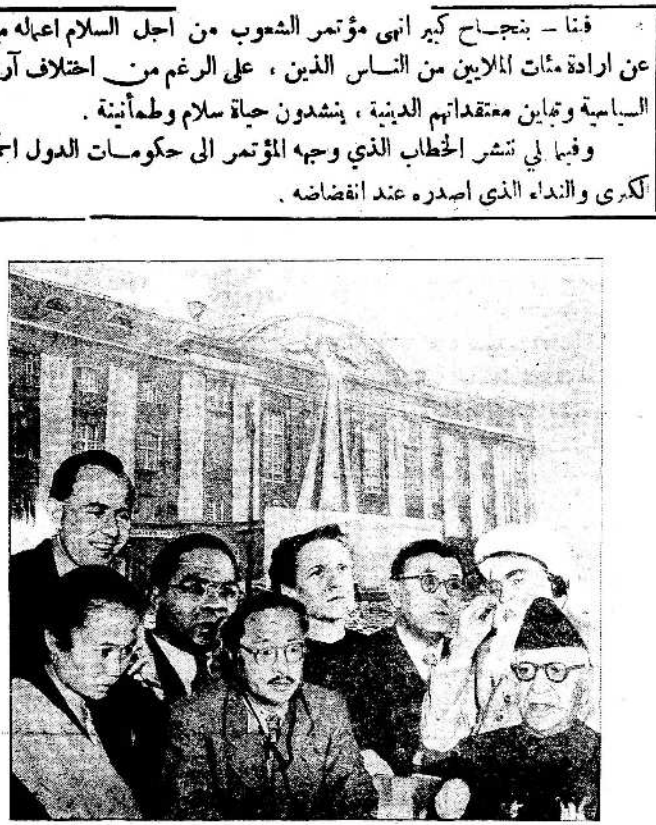 فينا – بنجاح كبير انهى مؤتمر الشعوب من اجل السلام اعماله
عن ارادة مئات الملايين من الناس الذين ، على الرغم من اختلاف
السياسية وتباين معتقداتهم الدينية ، ينشدون حياة سلام وطمأنينة .
وفيما يلي ننشر الخطاب الذي وجهه المؤتمر الى حكومات الدول
الكبرى والنداء الذي اصدره عند انفضاضه .